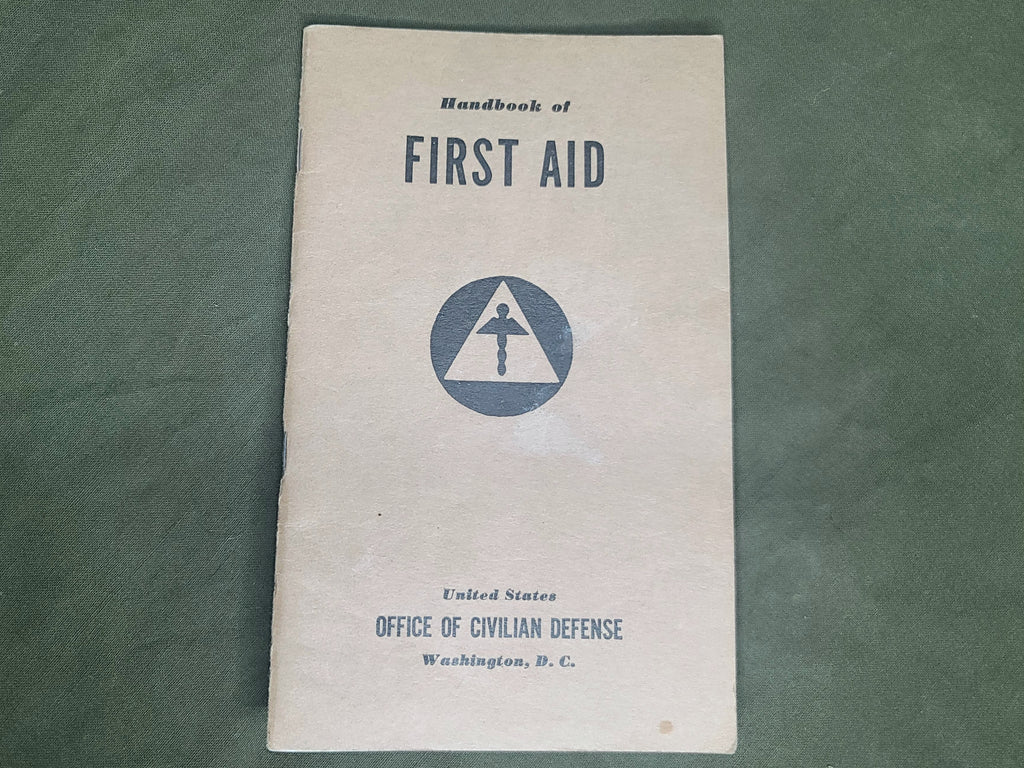 Handbook of
FIRST AID
United States
OFFICE OF CIVILIAN DEFENSE
Washington, D. C.